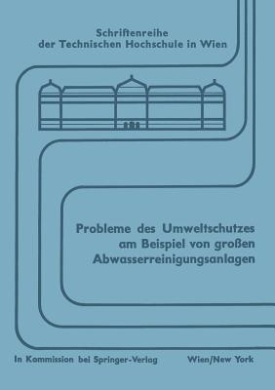 Schriftenreihe
der Technischen Hochschule in Wien
Probleme des Umweltschutzes
am Beispiel von großen
Abwasserreinigungsanlagen
In Kommission bei Springer-Verlag Wien/New York